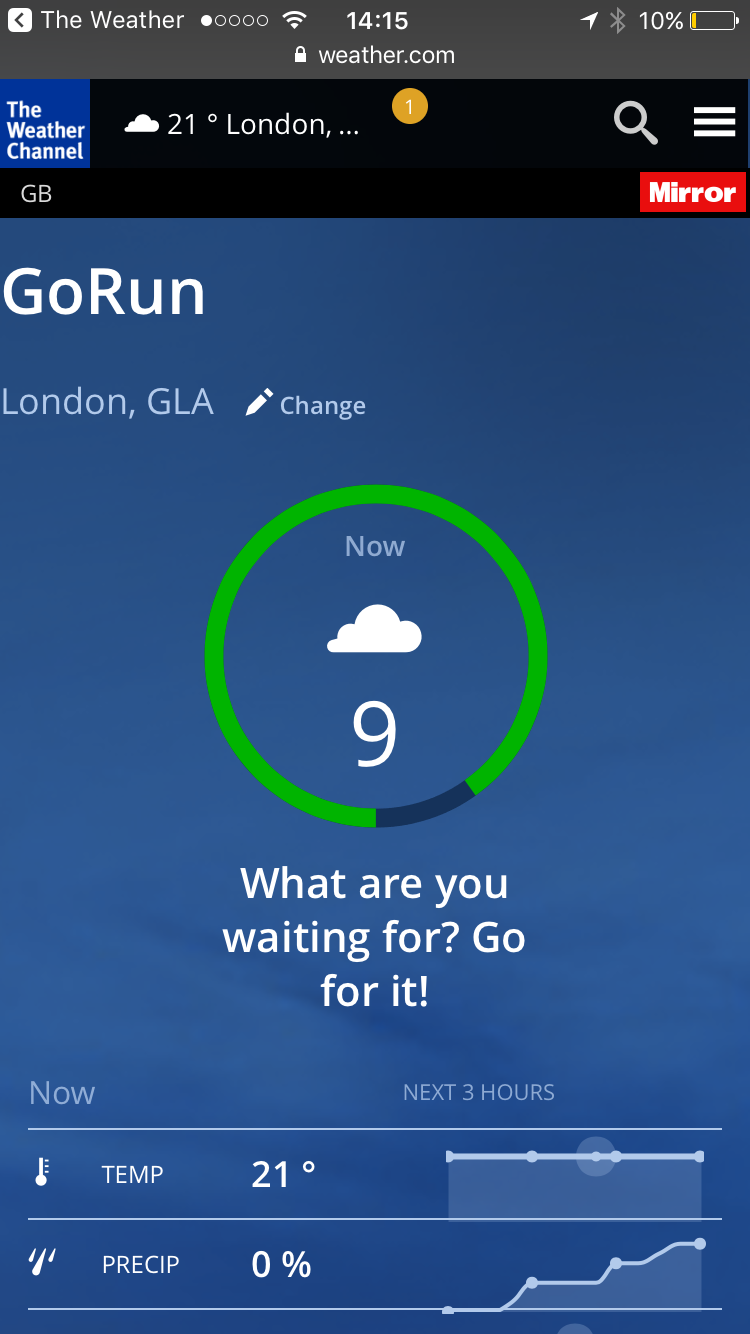 The Weather 14:15 10%
weather.com
The
Weather
Channel
21 ° London, ...
1
GB
Mirror
GoRun
London, GLA Change
Now
9
What are you
waiting for? Go
for it!
Now NEXT 3 HOURS
TEMP 21 °
PRECIP 0 %